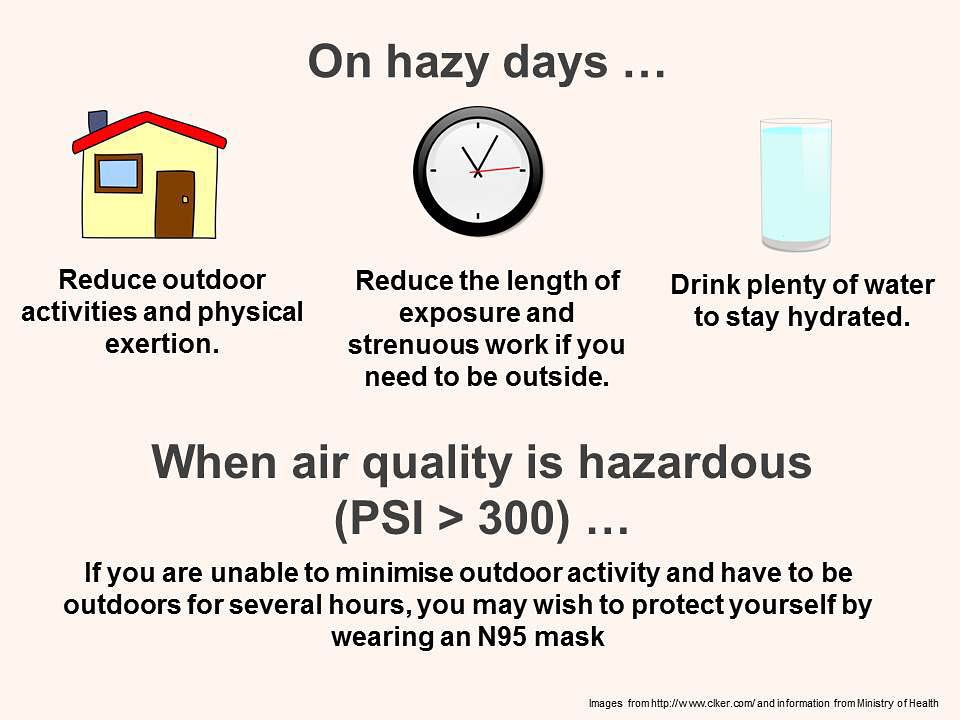 On hazy days …
Reduce outdoor
activities and physical
exertion.
Reduce the length of
exposure and
strenuous work if you
need to be outside.
Drink plenty of water
to stay hydrated.
When air quality is hazardous
(PSI > 300) …
If you are unable to minimise outdoor activity and have to be
outdoors for several hours, you may wish to protect yourself by
wearing an N95 mask
Images from http://www.clker.com/ and information from Ministry of Health